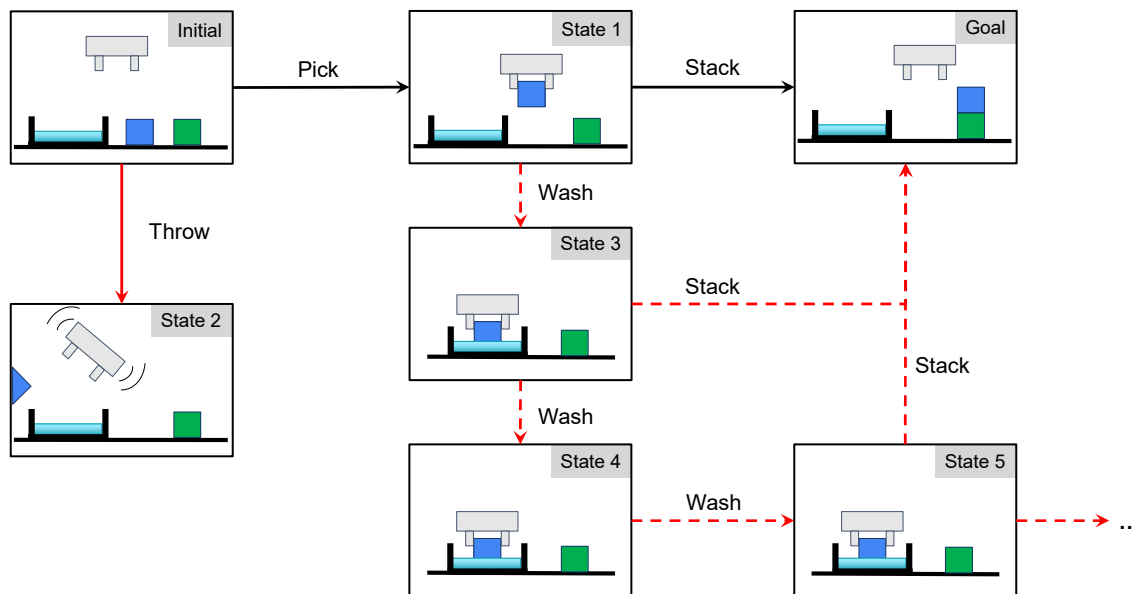 Initial
State 1
Goal
Pick
Stack
Wash
Throw
State 3
Stack
State 2
Stack
Wash
State 4
State 5
Wash
..